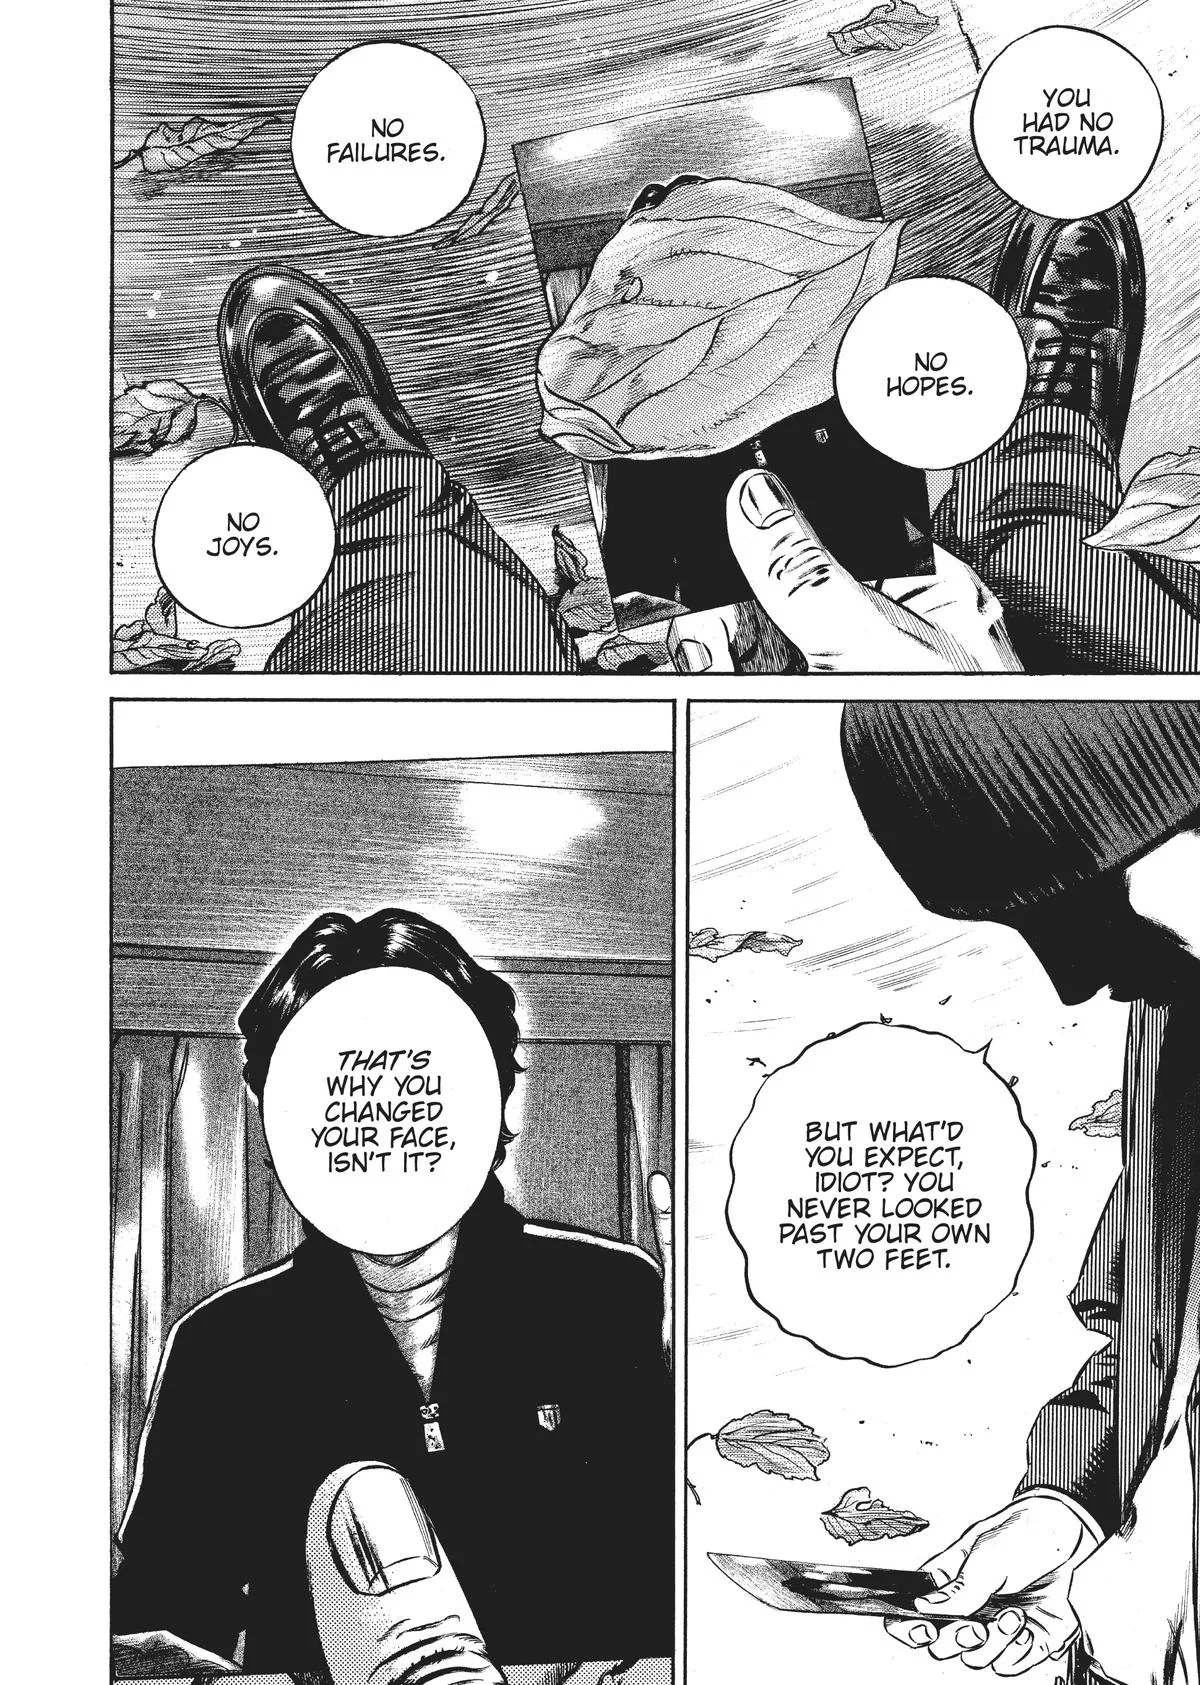 YOU
HAD NO
TRAUMA.
NO
HOPES.
NO
FAILURES.
NO
JOYS.
BUT WHAT'D
YOU EXPECT,
IDIOT? YOU
NEVER LOOKED
PAST YOUR OWN
TWO FEET.
THAT'S
WHY YOU
CHANGED
YOUR FACE,
ISN'T IT?